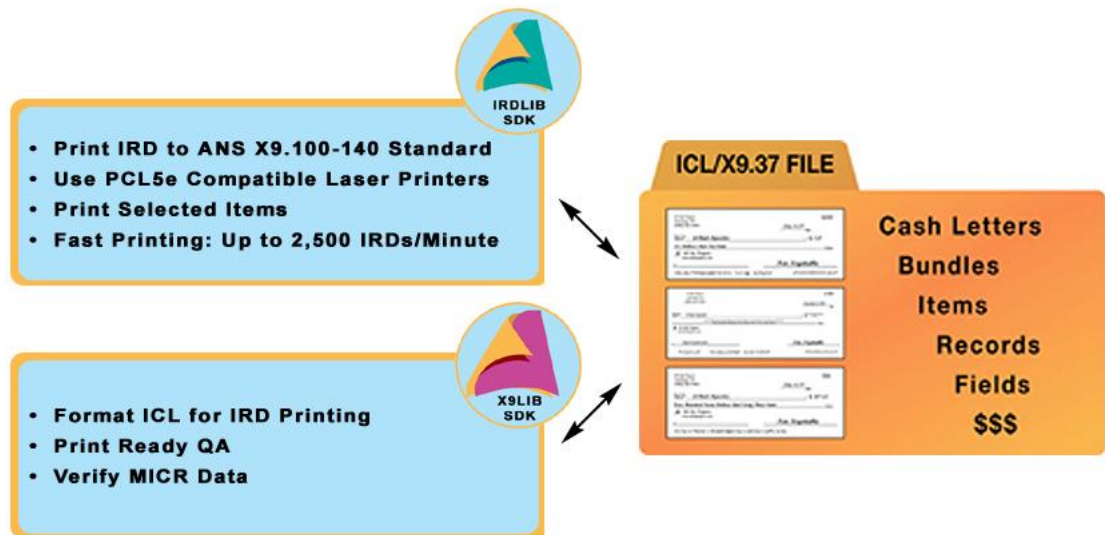 IRDLIB
SDK
• Print IRD to ANS X9.100-140 Standard
• Use PCL5e Compatible Laser Printers
• Print Selected Items
• Fast Printing: Up to 2,500 IRDs/Minute
X9LIB
SDK
• Format ICL for IRD Printing
• Print Ready QA
• Verify MICR Data
ICL/X9.37 FILE
Cash Letters
Bundles
Items
Records
Fields
$$$